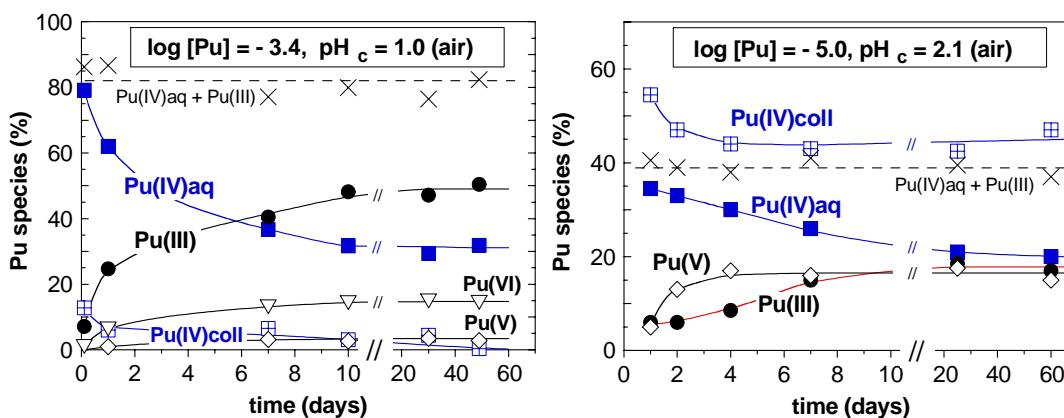 log [Pu] = - 3.4, pH c = 1.0 (air)
Pu species (%)
100
80
60
40
20
0
Pu(IV)aq + Pu(III)
Pu(IV)aq
Pu(III)
Pu(VI)
Pu(IV)coll
Pu(V)
//
//
//
0 2 4 6 8 10 // 20 40 60
time (days)
log [Pu] = - 5.0, pH c = 2.1 (air)
Pu species (%)
60
40
20
0
Pu(IV)coll
Pu(IV)aq + Pu(III)
Pu(IV)aq
Pu(V)
Pu(III)
//
//
//
0 2 4 6 8 // 20 40 60
time (days)